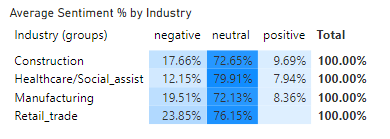 Average Sentiment % by Industry
Industry (groups) negative neutral positive Total
Construction 17.66% 72.65% 9.69% 100.00%
Healthcare/Social_assist 12.15% 79.91% 7.94% 100.00%
Manufacturing 19.51% 72.13% 8.36% 100.00%
Retail_trade 23.85% 76.15% 100.00%